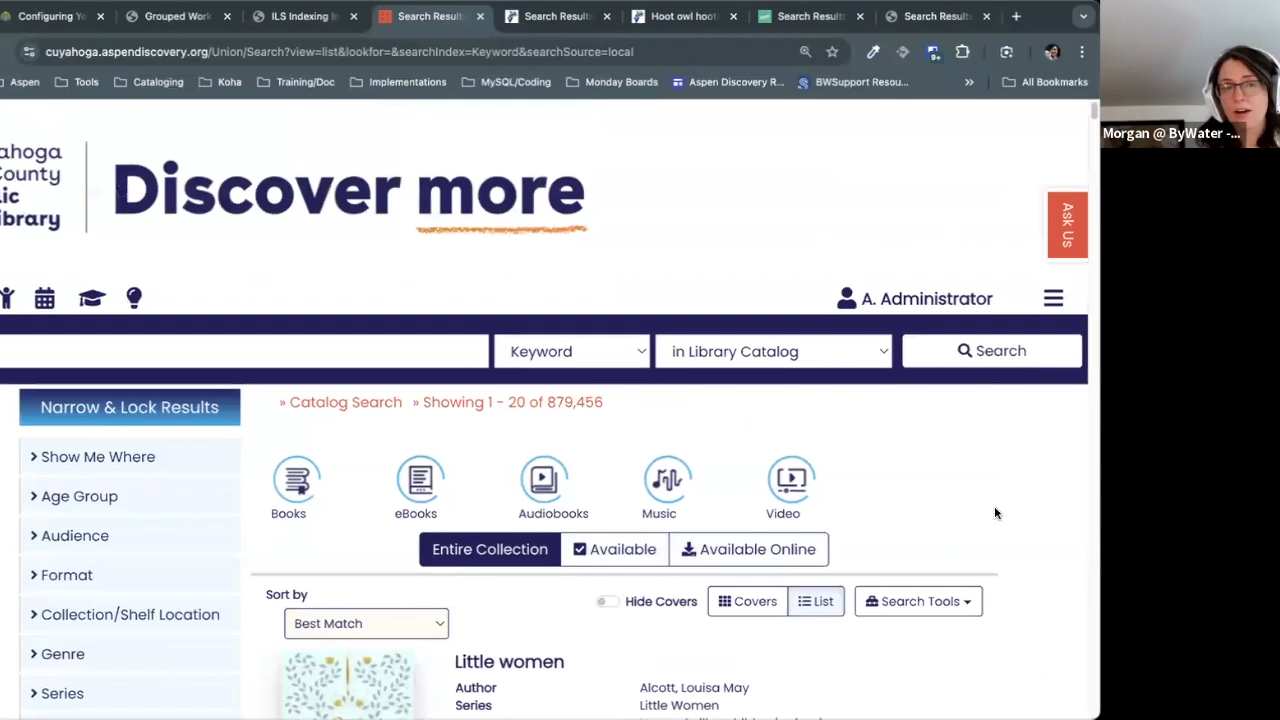 Configuring Yo
Grouped Work
ILS Indexing In
Search Result
Search Result
Hoot owl hoot
Search Result
Search Result
cuyahoga.aspendiscovery.org/Union/Search?view=list&lookfor=&searchIndex=Keyword&searchSource=local
9+
Aspen
Tools
Cataloging
Koha
Training/Doc
Implementations
MySQL/Coding
Monday Boards
Aspen Discovery R...
BWSupport Resou...
»
All Bookmarks
Morgan @ ByWater -...
ahoga
County
lic
ibrary
Discover more
Ask Us
A. Administrator
Keyword
in Library Catalog
Search
Narrow & Lock Results
» Catalog Search » Showing 1 - 20 of 879,456
Show Me Where
Age Group
Audience
Format
Collection/Shelf Location
Genre
Series
Books
eBooks
Audiobooks
Music
Video
Entire Collection
Available
Available Online
Sort by
Best Match
Hide Covers
Covers
List
Search Tools
Little women
Author
Alcott, Louisa May
Series
Little Women